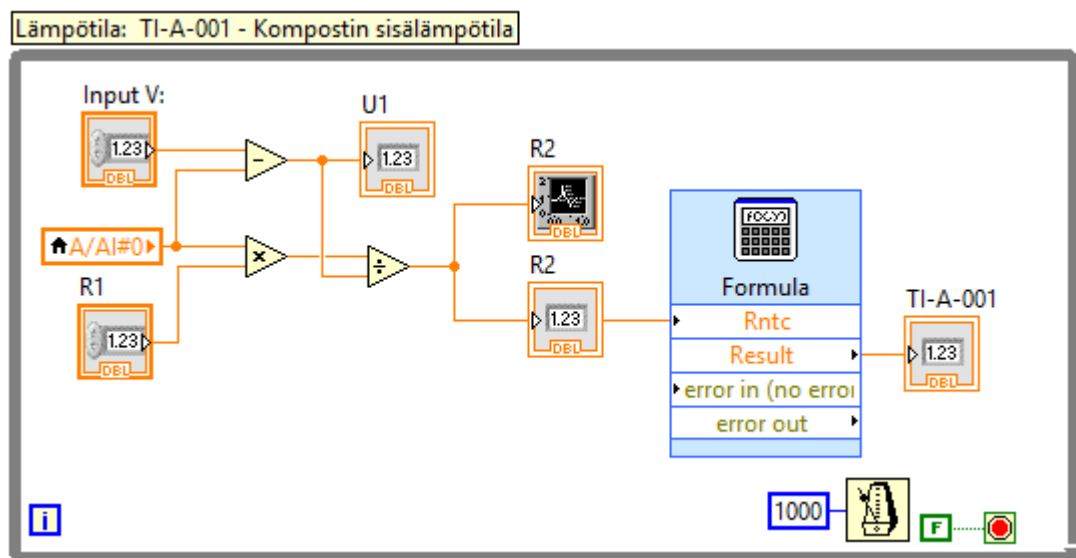 Lämpötila: TI-A-001 - Kompostin sisälämpötila
Input V:
1.23
DBL
U1
1.23
DBL
A/AI#0
R1
1.23
DBL
R2
DBL
R2
1.23
DBL
Formula
Rntc
Result
error in (no error
error out
TI-A-001
1.23
DBL
i
1000
F